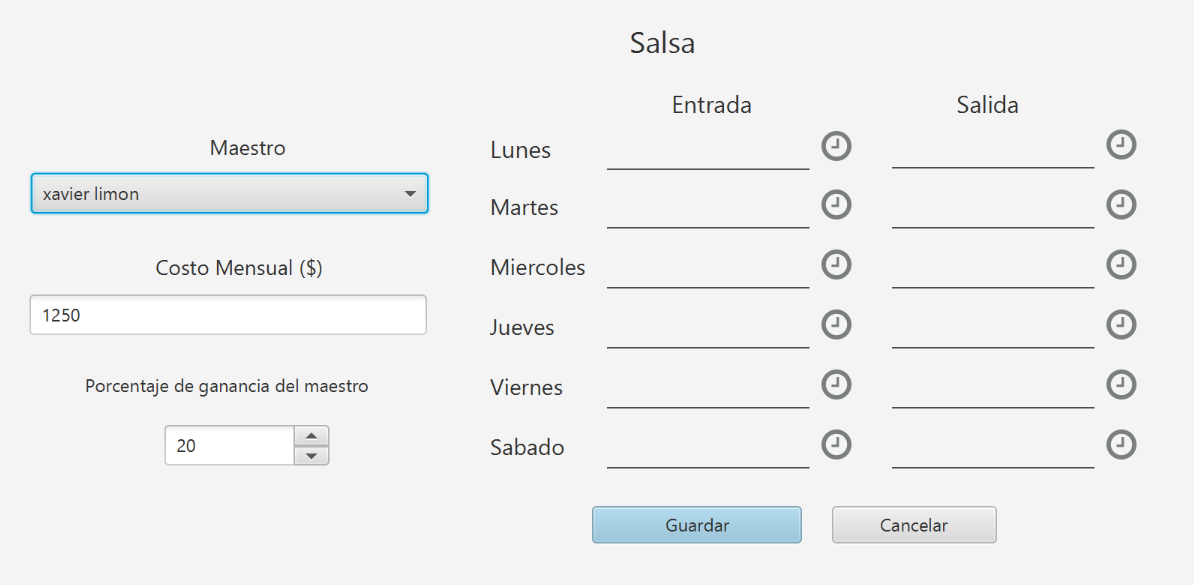 Salsa
Entrada Salida
Maestro
Lunes
xavier limon
Martes
Costo Mensual ($)
Miercoles
1250
Jueves
Porcentaje de ganancia del maestro
Viernes
20
Sabado
Guardar Cancelar